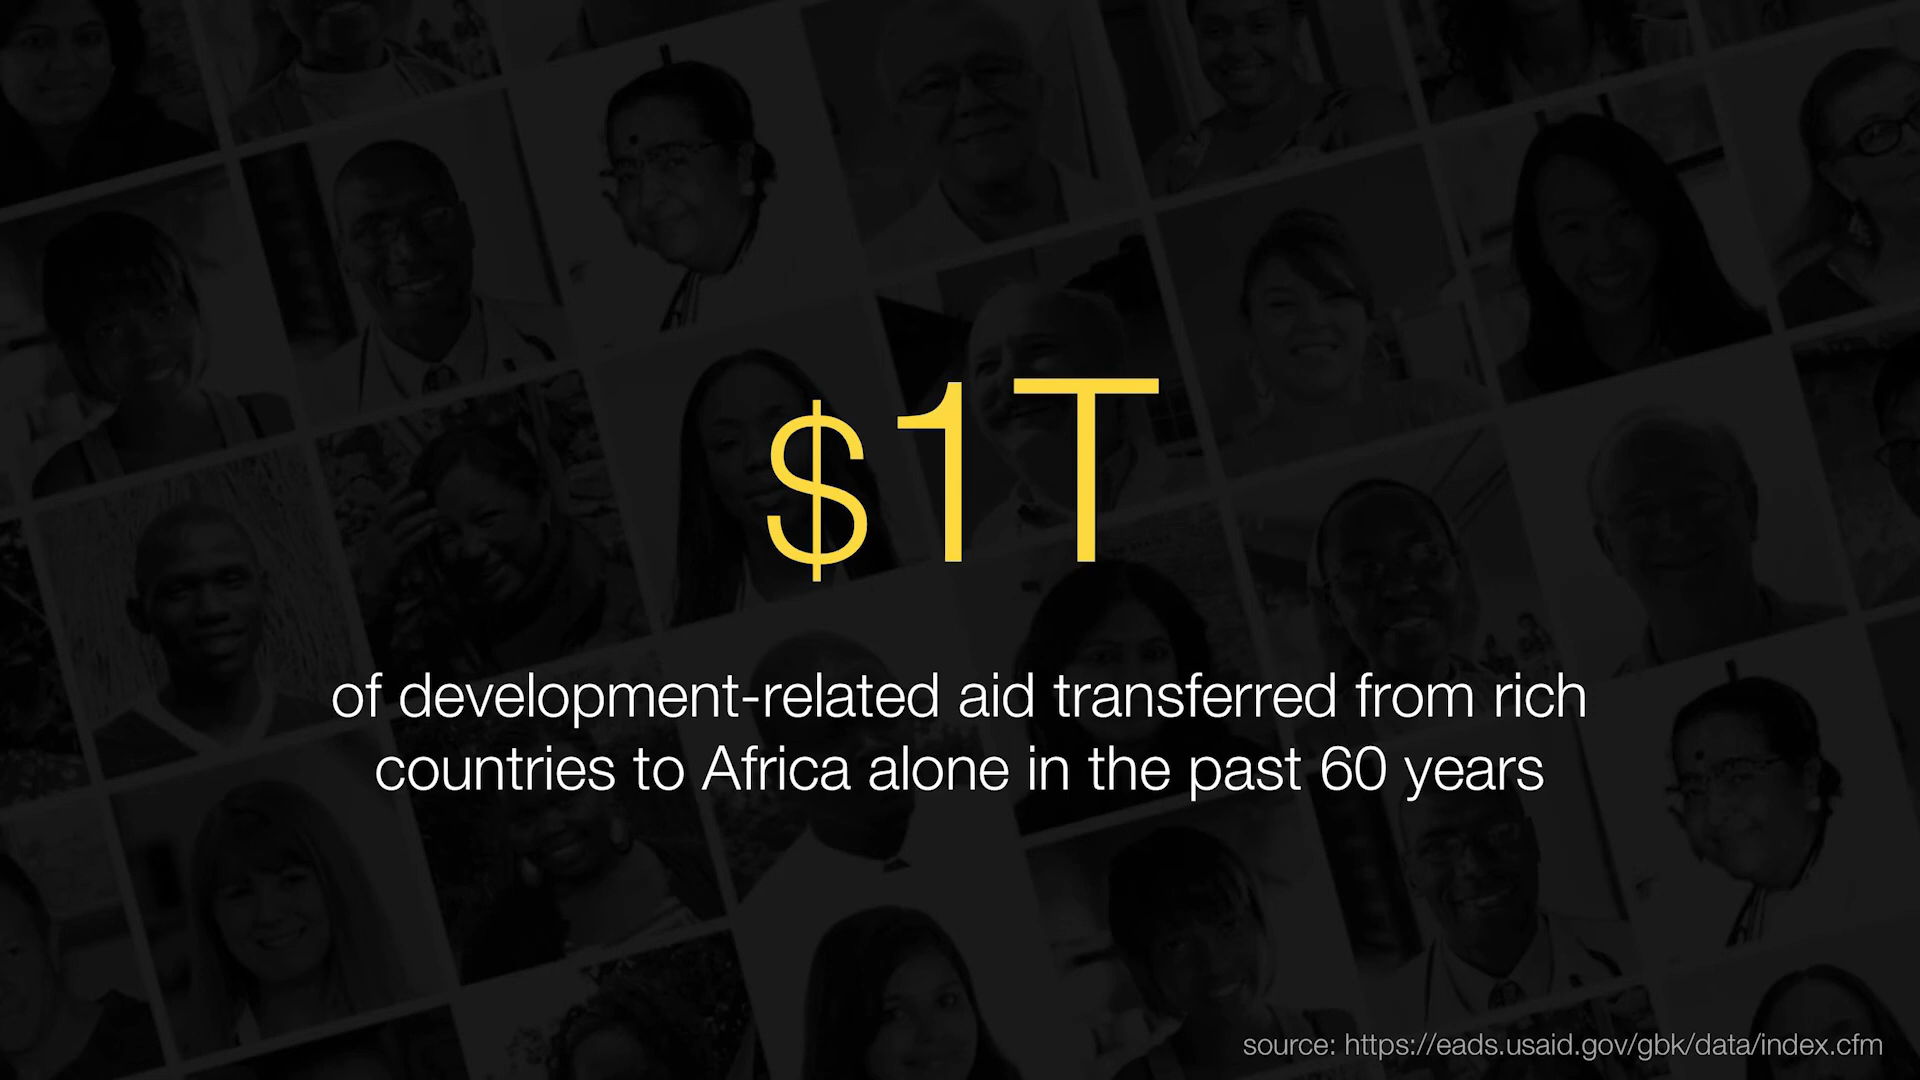 $1T
of development-related aid transferred from rich
countries to Africa alone in the past 60 years
source: https://eads.usaid.gov/gbk/data/index.cfm